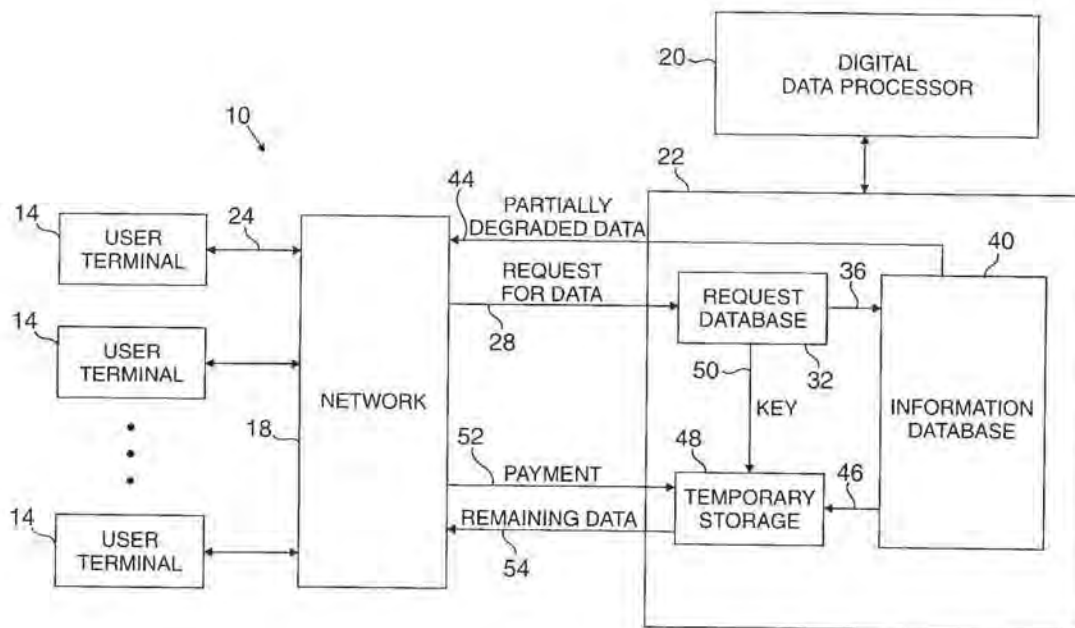 20
DIGITAL
DATA PROCESSOR
10
22
44
PARTIALLY
DEGRADED DATA
14
USER
TERMINAL
24
40
REQUEST
FOR DATA
28
REQUEST
DATABASE
36
32
14
USER
TERMINAL
50
KEY
NETWORK
18
INFORMATION
DATABASE
52
PAYMENT
48
TEMPORARY
STORAGE
46
14
USER
TERMINAL
REMAINING DATA
54